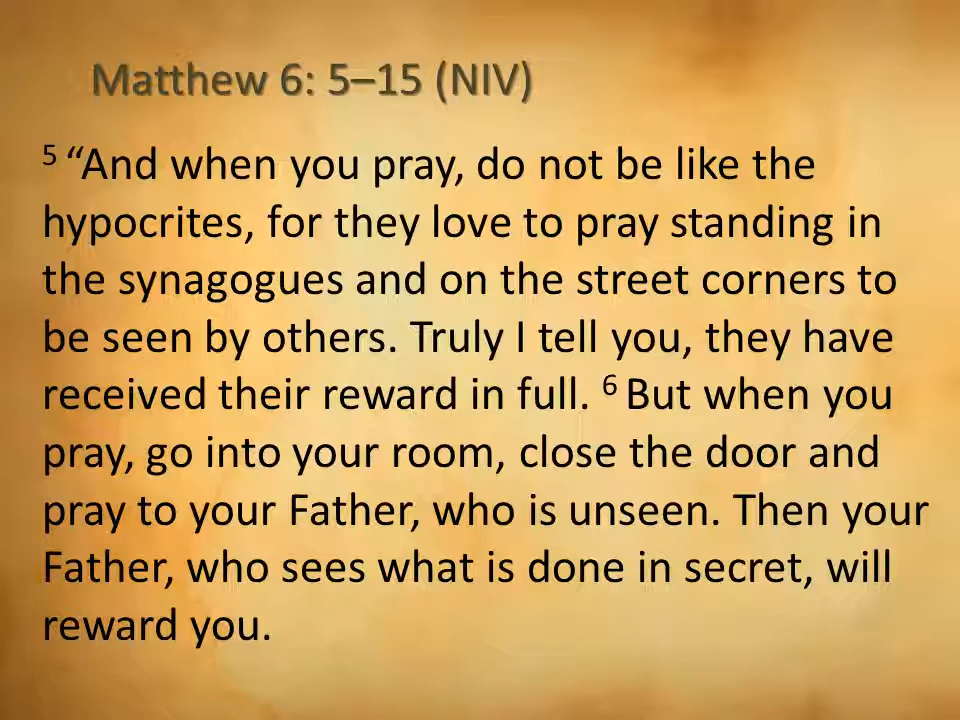 Matthew 6: 5–15 (NIV)
5 “And when you pray, do not be like the
hypocrites, for they love to pray standing in
the synagogues and on the street corners to
be seen by others. Truly I tell you, they have
received their reward in full. 6 But when you
pray, go into your room, close the door and
pray to your Father, who is unseen. Then your
Father, who sees what is done in secret, will
reward you.